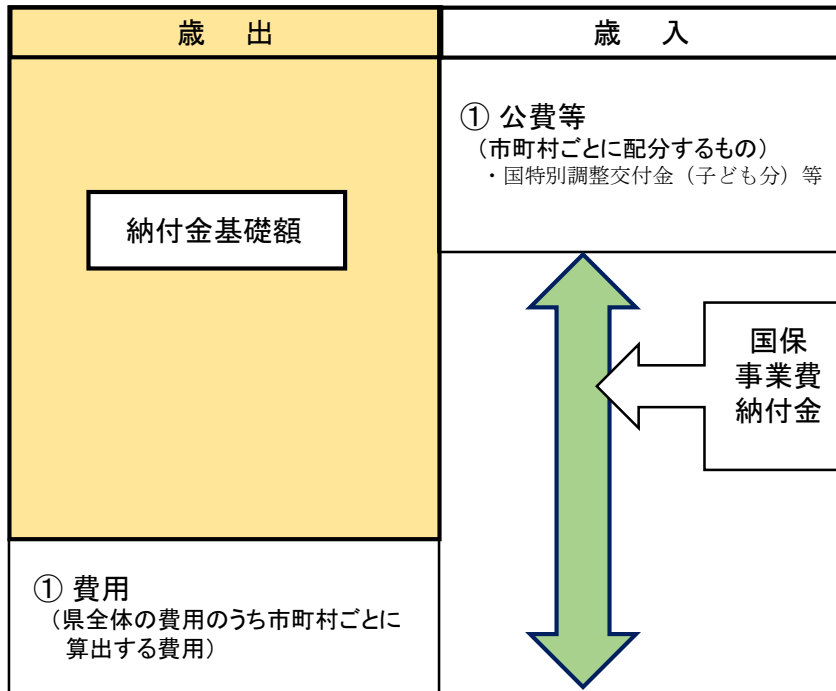 歳　出
歳　入
① 公費等
（市町村ごとに配分するもの）
・国特別調整交付金（子ども分）等
納付金基礎額
国保
事業費
納付金
① 費用
（県全体の費用のうち市町村ごとに
算出する費用）